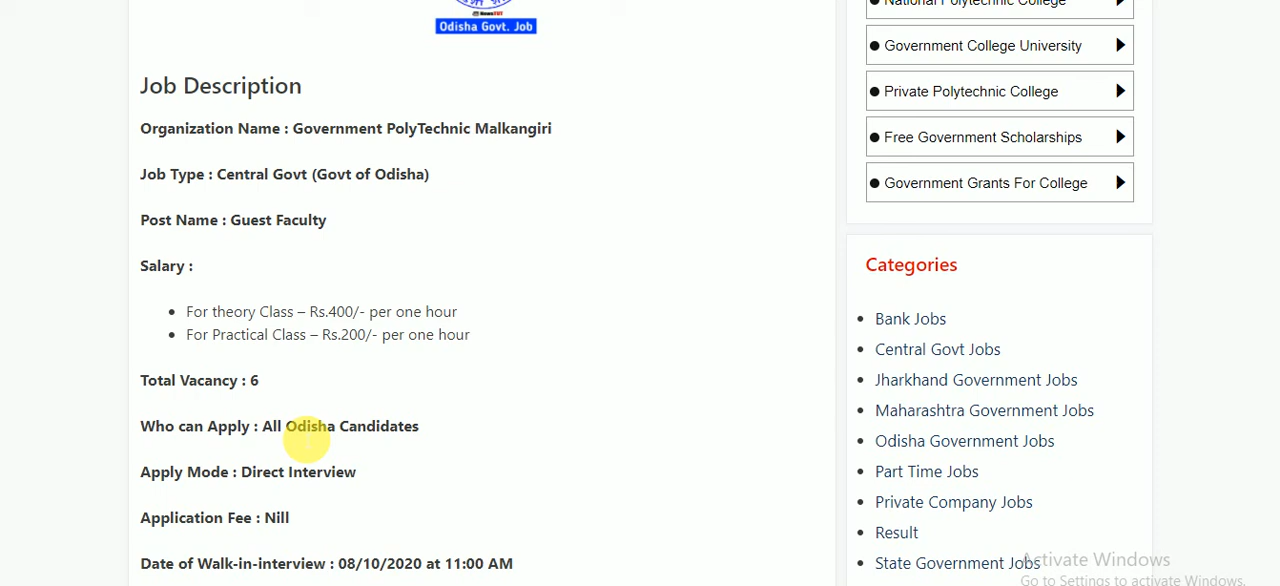 Odisha Govt. Job
Job Description
Organization Name : Government PolyTechnic Malkangiri
Job Type : Central Govt (Govt of Odisha)
Post Name : Guest Faculty
Salary :
• For theory Class – Rs.400/- per one hour
• For Practical Class – Rs.200/- per one hour
Total Vacancy : 6
Who can Apply : All Odisha Candidates
Apply Mode : Direct Interview
Application Fee : Nill
Date of Walk-in-interview : 08/10/2020 at 11:00 AM
National Polytechnic College
Government College University
Private Polytechnic College
Free Government Scholarships
Government Grants For College
Categories
• Bank Jobs
• Central Govt Jobs
• Jharkhand Government Jobs
• Maharashtra Government Jobs
• Odisha Government Jobs
• Part Time Jobs
• Private Company Jobs
• Result
• State Government Jobs
Activate Windows
Go to Settings to activate Windows.